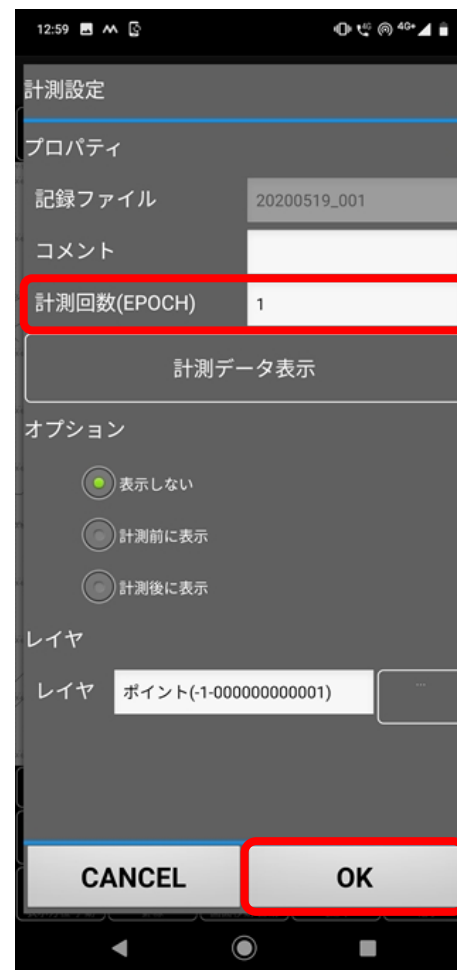 12:59
4G 4G+
計測設定
プロパティ
記録ファイル 20200519_001
コメント
計測回数(EPOCH) 1
計測データ表示
オプション
表示しない
計測前に表示
計測後に表示
レイヤ
レイヤ ポイント(-1-000000000001) ...
CANCEL OK